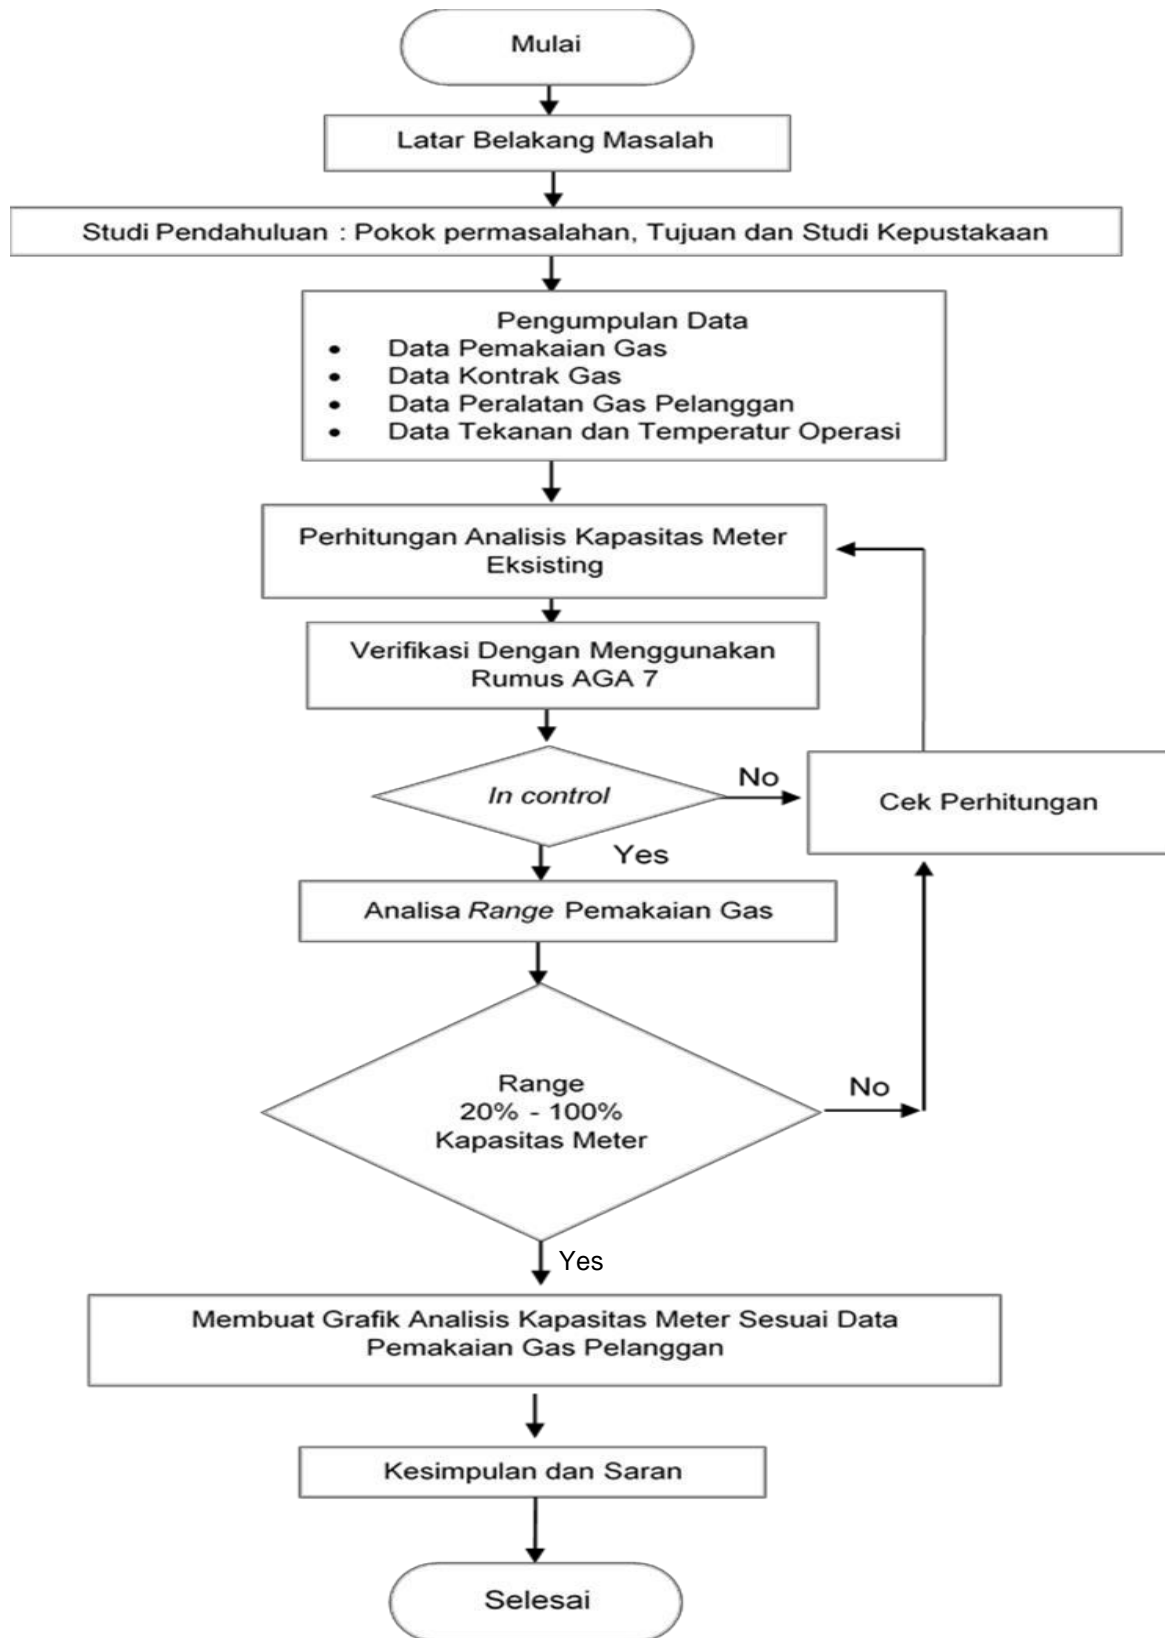 Mulai
Latar Belakang Masalah
Studi Pendahuluan : Pokok permasalahan, Tujuan dan Studi Kepustakaan
Pengumpulan Data
• Data Pemakaian Gas
• Data Kontrak Gas
• Data Peralatan Gas Pelanggan
• Data Tekanan dan Temperatur Operasi
Perhitungan Analisis Kapasitas Meter
Eksisting
Verifikasi Dengan Menggunakan
Rumus AGA 7
In control
No
Cek Perhitungan
Yes
Analisa Range Pemakaian Gas
Range
20% - 100%
Kapasitas Meter
No
Yes
Membuat Grafik Analisis Kapasitas Meter Sesuai Data
Pemakaian Gas Pelanggan
Kesimpulan dan Saran
Selesai